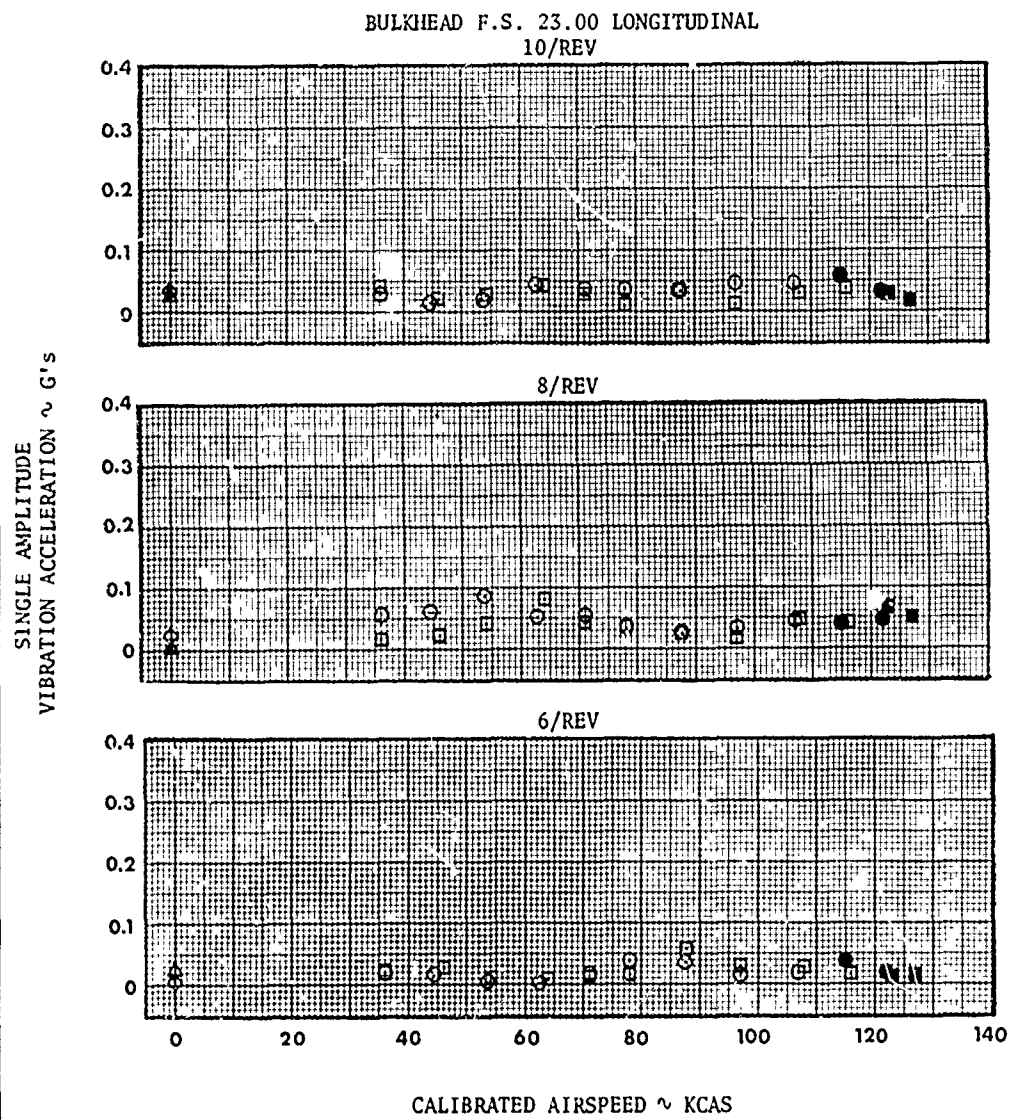 BULKHEAD F.S. 23.00 LONGITUDINAL
10/REV
0.4
0.3
0.2
0.1
0
8/REV
0.4
0.3
0.2
0.1
0
SINGLE AMPLITUDE
VIBRATION ACCELERATION ~ G's
6/REV
0.4
0.3
0.2
0.1
0
0 20 40 60 80 100 120 140
CALIBRATED AIRSPEED ~ KCAS